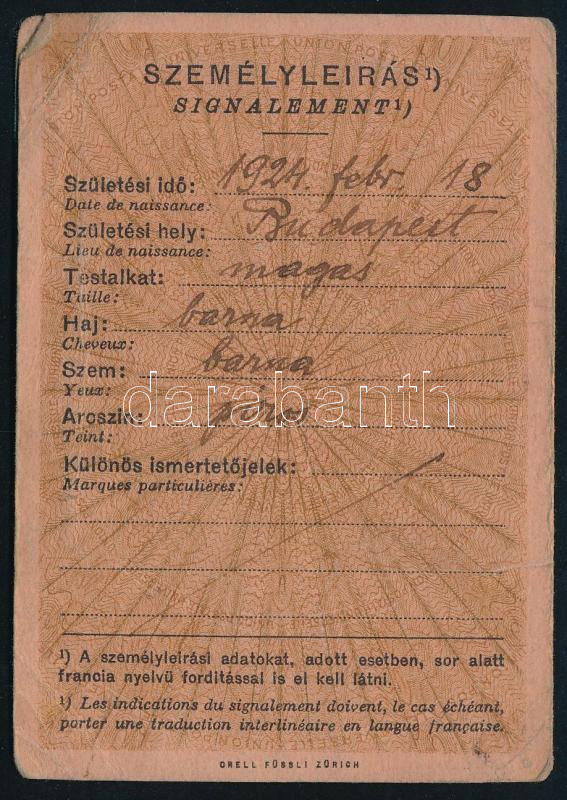 SZEMÉLYLEIRÁS¹)
SIGNALEMENT¹)
Születési idő: 1924. febr. 18
Date de naissance:
Születési hely: Budapest
Lieu de naissance:
Testalkat: magas
Taille:
Haj: barna
Cheveux:
Szem: barna
Yeux:
darabanth
Arcszin: piros
Teint:
Különös ismertetőjelek:
Marques particulières:
¹) A személyleirási adatokat, adott esetben, sor alatt
francia nyelvü forditással is el kell látni.
¹) Les indications du signalement doivent, le cas échéant,
porter une traduction interlinéaire en langue française.
ORELL FÜSSLI ZÜRICH